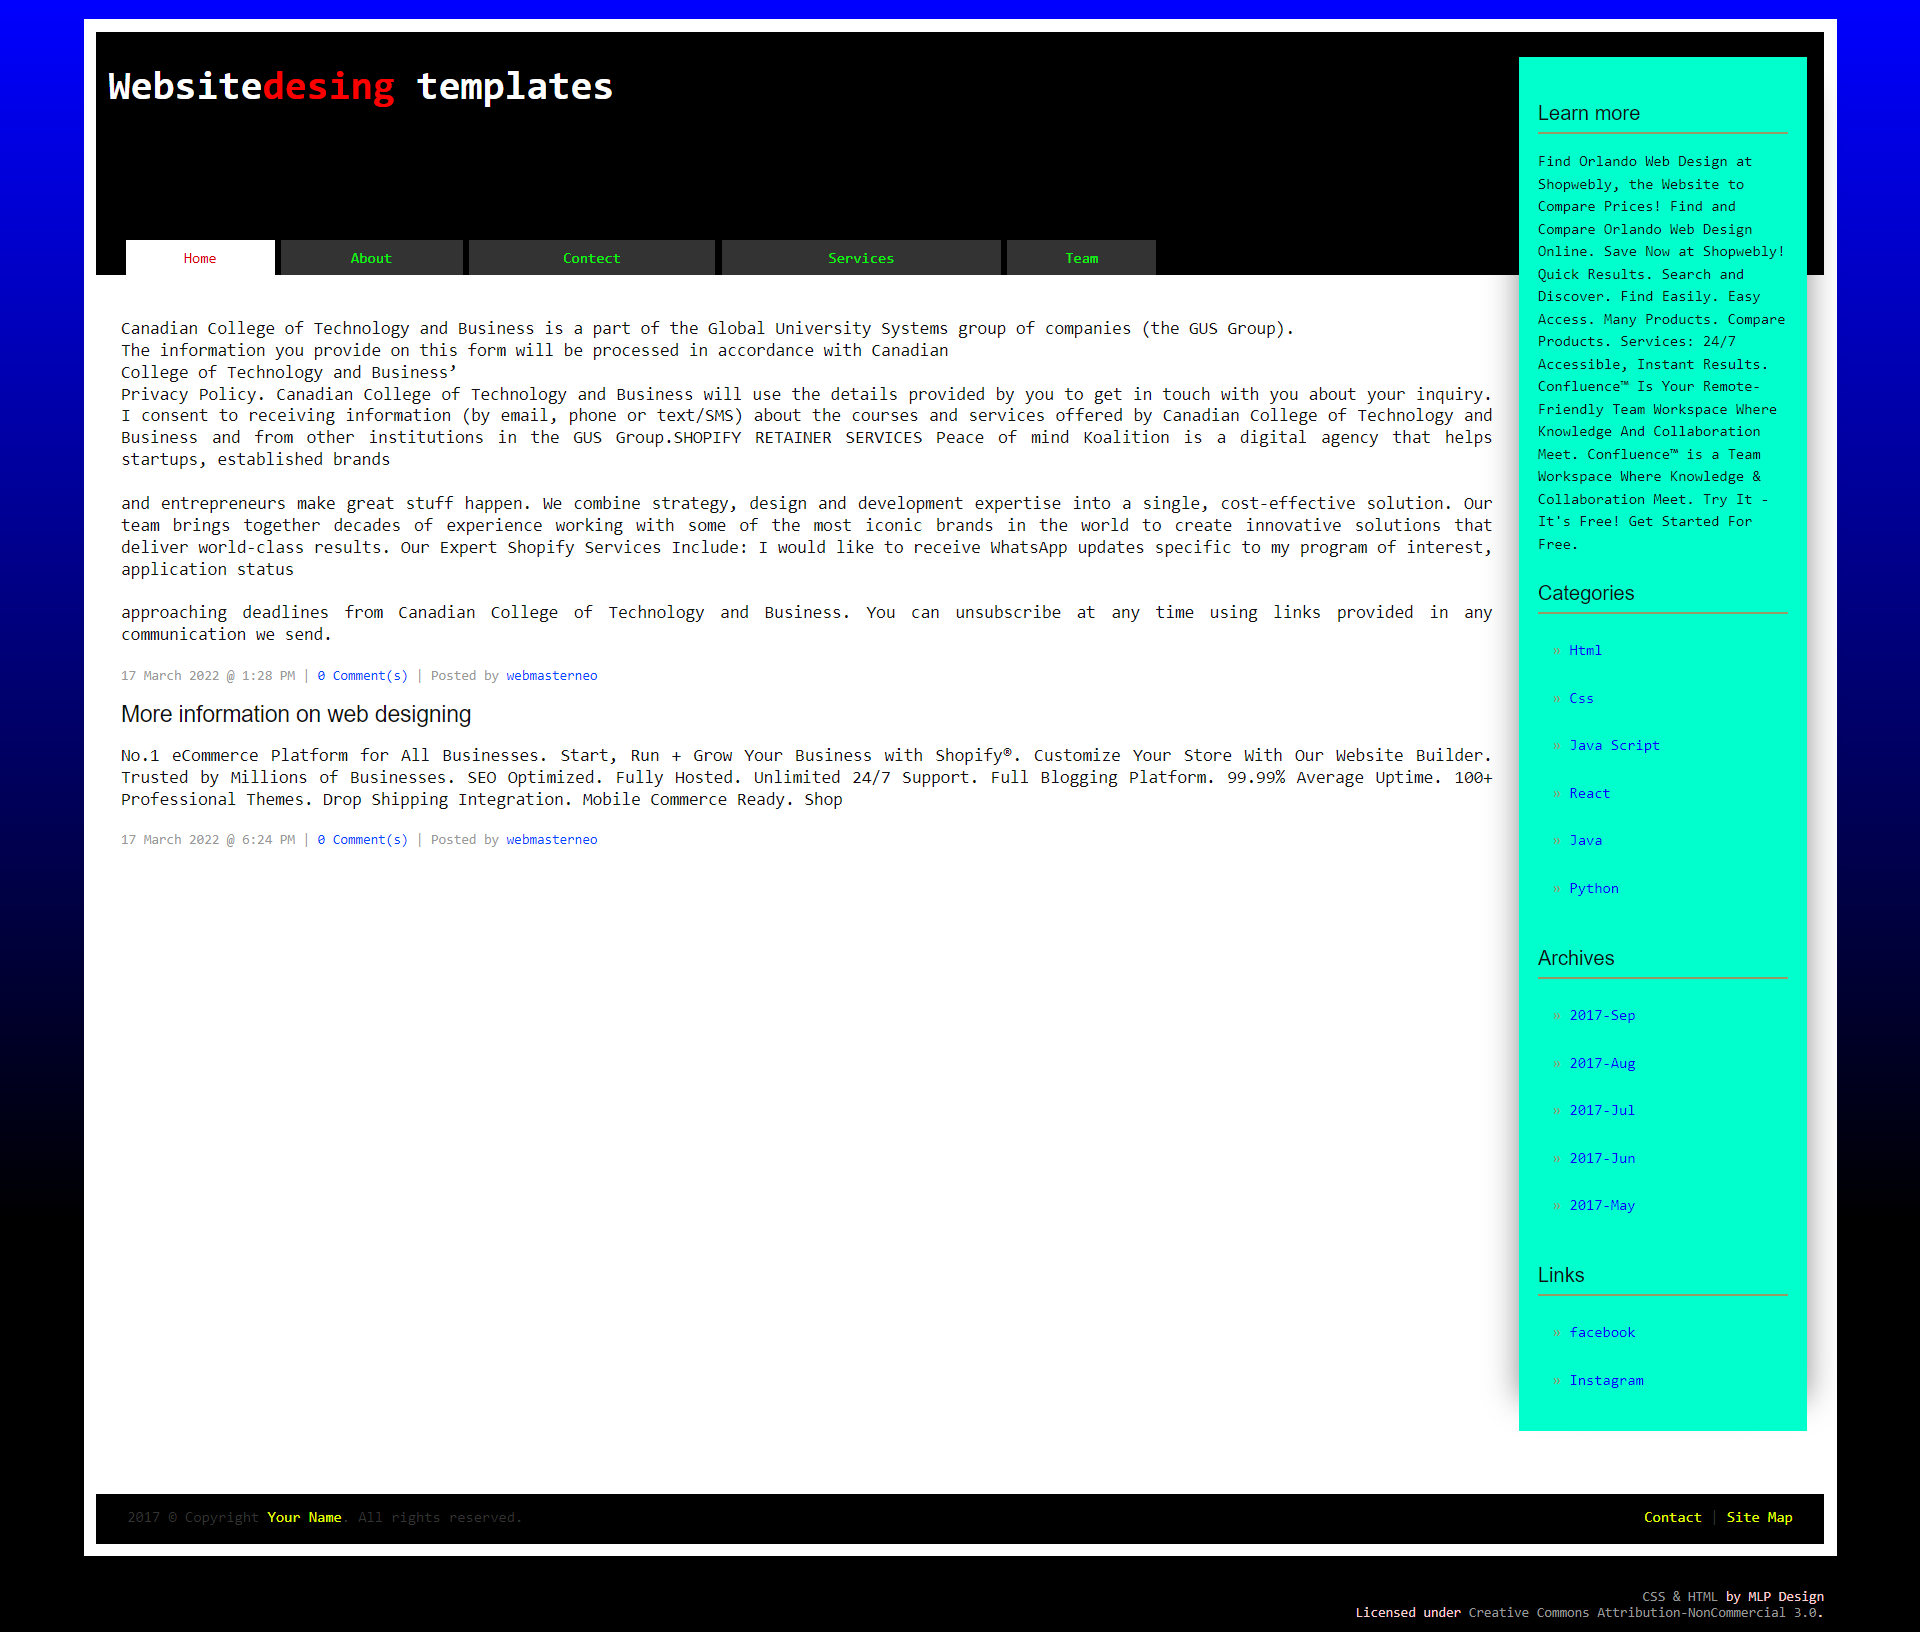 Websitedesing templates
Home
About
Contect
Services
Team
Canadian College of Technology and Business is a part of the Global University Systems group of companies (the GUS Group).
The information you provide on this form will be processed in accordance with Canadian
College of Technology and Business’
Privacy Policy. Canadian College of Technology and Business will use the details provided by you to get in touch with you about your inquiry.
I consent to receiving information (by email, phone or text/SMS) about the courses and services offered by Canadian College of Technology and
Business and from other institutions in the GUS Group.SHOPIFY RETAINER SERVICES Peace of mind Koalition is a digital agency that helps
startups, established brands
and entrepreneurs make great stuff happen. We combine strategy, design and development expertise into a single, cost-effective solution. Our
team brings together decades of experience working with some of the most iconic brands in the world to create innovative solutions that
deliver world-class results. Our Expert Shopify Services Include: I would like to receive WhatsApp updates specific to my program of interest,
application status
approaching deadlines from Canadian College of Technology and Business. You can unsubscribe at any time using links provided in any
communication we send.
17 March 2022 @ 1:28 PM | 0 Comment(s) | Posted by webmasterneo
More information on web designing
No.1 eCommerce Platform for All Businesses. Start, Run + Grow Your Business with Shopify®. Customize Your Store With Our Website Builder.
Trusted by Millions of Businesses. SEO Optimized. Fully Hosted. Unlimited 24/7 Support. Full Blogging Platform. 99.99% Average Uptime. 100+
Professional Themes. Drop Shipping Integration. Mobile Commerce Ready. Shop
17 March 2022 @ 6:24 PM | 0 Comment(s) | Posted by webmasterneo
Learn more
Find Orlando Web Design at
Shopwebly, the Website to
Compare Prices! Find and
Compare Orlando Web Design
Online. Save Now at Shopwebly!
Quick Results. Search and
Discover. Find Easily. Easy
Access. Many Products. Compare
Products. Services: 24/7
Accessible, Instant Results.
Confluence™ Is Your Remote-
Friendly Team Workspace Where
Knowledge And Collaboration
Meet. Confluence™ is a Team
Workspace Where Knowledge &
Collaboration Meet. Try It -
It's Free! Get Started For
Free.
Categories
» Html
» Css
» Java Script
» React
» Java
» Python
Archives
» 2017-Sep
» 2017-Aug
» 2017-Jul
» 2017-Jun
» 2017-May
Links
» facebook
» Instagram
2017 © Copyright Your Name. All rights reserved.
Contact | Site Map
CSS & HTML by MLP Design
Licensed under Creative Commons Attribution-NonCommercial 3.0.